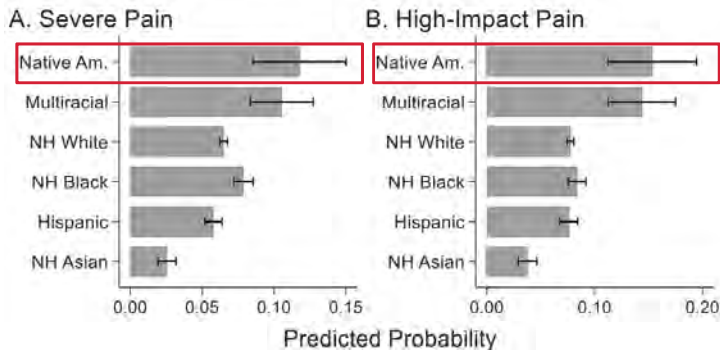 A. Severe Pain
Native Am.
Multiracial
NH White
NH Black
Hispanic
NH Asian
0.00 0.05 0.10 0.15
B. High-Impact Pain
Native Am.
Multiracial
NH White
NH Black
Hispanic
NH Asian
0.00 0.10 0.20
Predicted Probability